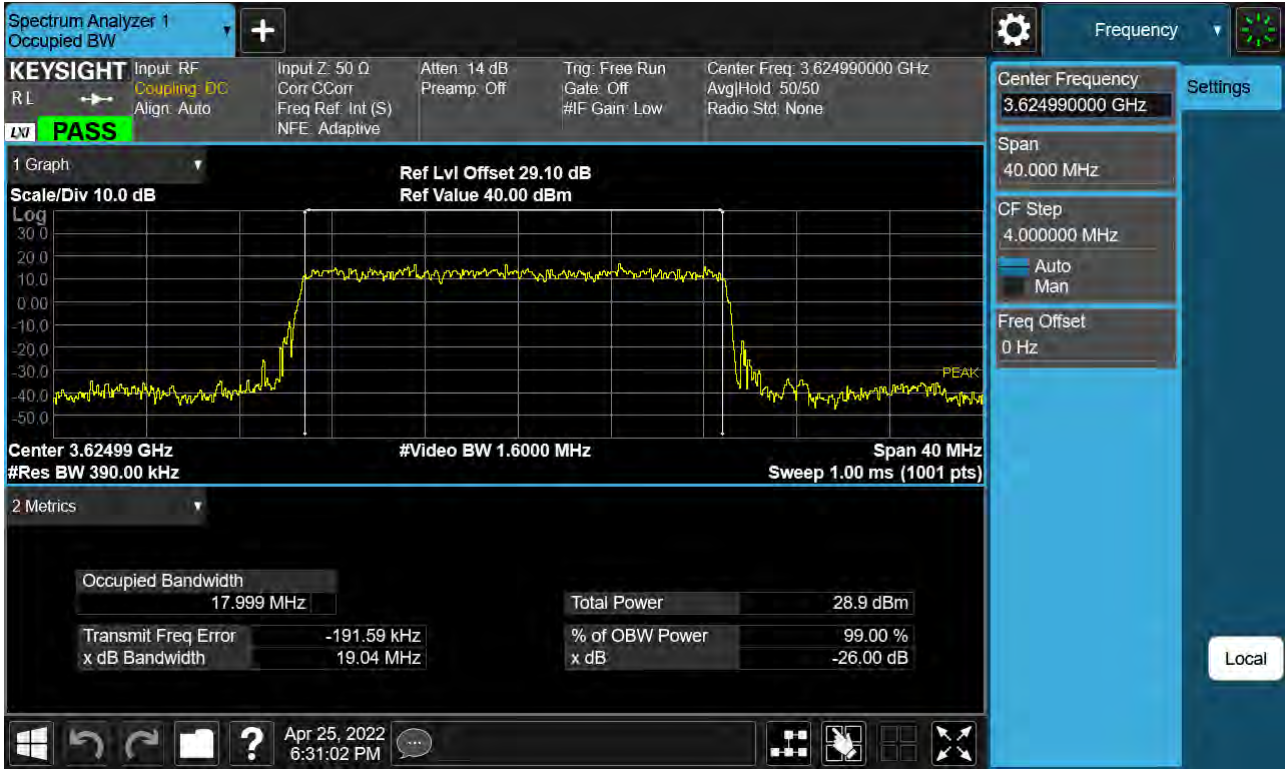 Spectrum Analyzer 1
Occupied BW
+
Frequency
KEYSIGHT
RL
LXI
PASS
Input: RF
Coupling: DC
Align: Auto
Input Z: 50 Ω
Corr CCorr
Freq Ref: Int (S)
NFE: Adaptive
Atten: 14 dB
Preamp: Off
Trig: Free Run
Gate: Off
#IF Gain: Low
Center Freq: 3.624990000 GHz
Avg|Hold: 50/50
Radio Std: None
Center Frequency
3.624990000 GHz
Settings
Span
40.000 MHz
CF Step
4.000000 MHz
Auto
Man
Freq Offset
0 Hz
Local
1 Graph
Scale/Div 10.0 dB
Ref Lvl Offset 29.10 dB
Ref Value 40.00 dBm
Log
30.0
20.0
10.0
0.00
-10.0
-20.0
-30.0
-40.0
-50.0
PEAK
Center 3.62499 GHz
#Video BW 1.6000 MHz
Span 40 MHz
#Res BW 390.00 kHz
Sweep 1.00 ms (1001 pts)
2 Metrics
Occupied Bandwidth
17.999 MHz
Total Power 28.9 dBm
Transmit Freq Error -191.59 kHz
% of OBW Power 99.00 %
x dB Bandwidth 19.04 MHz
x dB -26.00 dB
?
Apr 25, 2022
6:31:02 PM